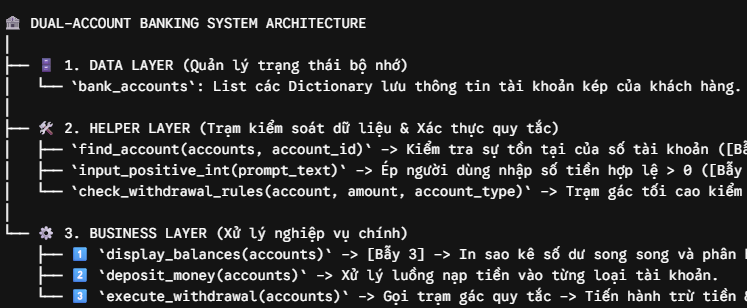 🏦 DUAL-ACCOUNT BANKING SYSTEM ARCHITECTURE
│
├── 🗄️ 1. DATA LAYER (Quản lý trạng thái bộ nhớ)
│   └── `bank_accounts`: List các Dictionary lưu thông tin tài khoản kép của khách hàng.
│
├── 🛠️ 2. HELPER LAYER (Trạm kiểm soát dữ liệu & Xác thực quy tắc)
│   ├── `find_account(accounts, account_id)` -> Kiểm tra sự tồn tại của số tài khoản ([Bẫ
│   ├── `input_positive_int(prompt_text)` -> Ép người dùng nhập số tiền hợp lệ > 0 ([Bẫy
│   └── `check_withdrawal_rules(account, amount, account_type)` -> Trạm gác tối cao kiểm
│
└── ⚙️ 3. BUSINESS LAYER (Xử lý nghiệp vụ chính)
    ├── 1️⃣ `display_balances(accounts)` -> [Bẫy 3] -> In sao kê số dư song song và phân
    ├── 2️⃣ `deposit_money(accounts)` -> Xử lý luồng nạp tiền vào từng loại tài khoản.
    └── 3️⃣ `execute_withdrawal(accounts)` -> Gọi trạm gác quy tắc -> Tiến hành trừ tiền